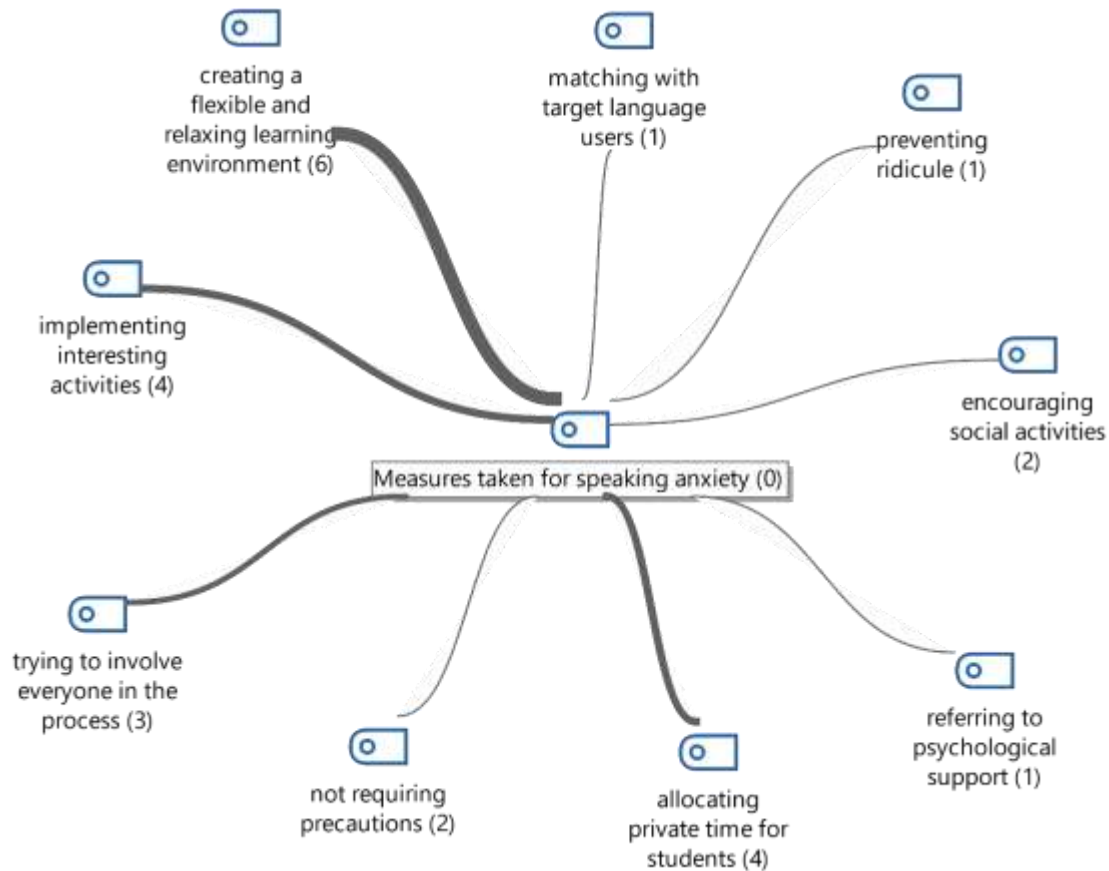 creating a
flexible and
relaxing learning
environment (6)
matching with
target language
users (1)
preventing
ridicule (1)
implementing
interesting
activities (4)
encouraging
social activities
(2)
Measures taken for speaking anxiety (0)
trying to involve
everyone in the
process (3)
not requiring
precautions (2)
allocating
private time for
students (4)
referring to
psychological
support (1)